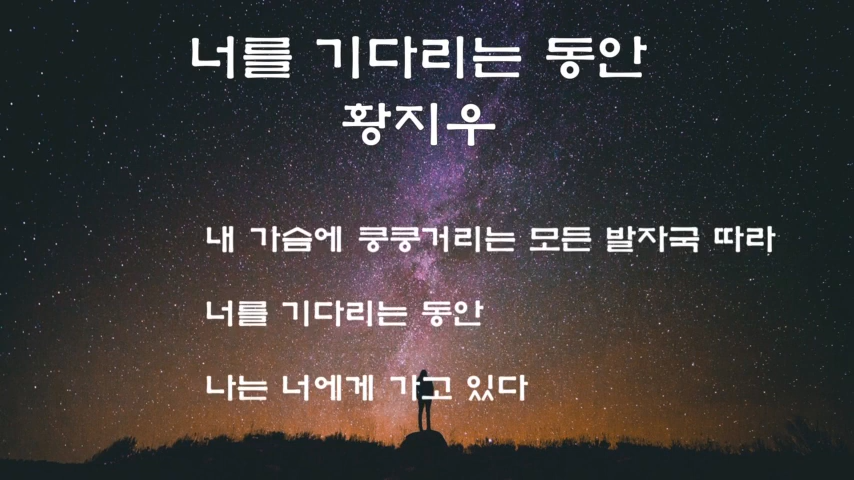 너를 기다리는 동안
황지우
내 가슴에 쿵쿵거리는 모든 발자국 따라
너를 기다리는 동안
나는 너에게 가고 있다